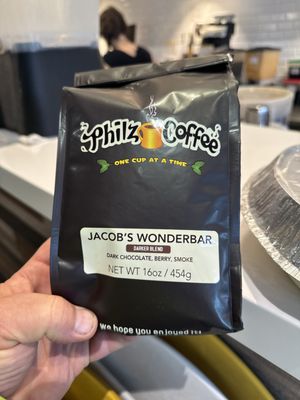 Philz Coffee
ONE CUP AT A TIME
JACOB'S WONDERBAR
DARKER BLEND
DARK CHOCOLATE, BERRY, SMOKE
NET WT 16oz / 454g
We hope you enjoyed it!